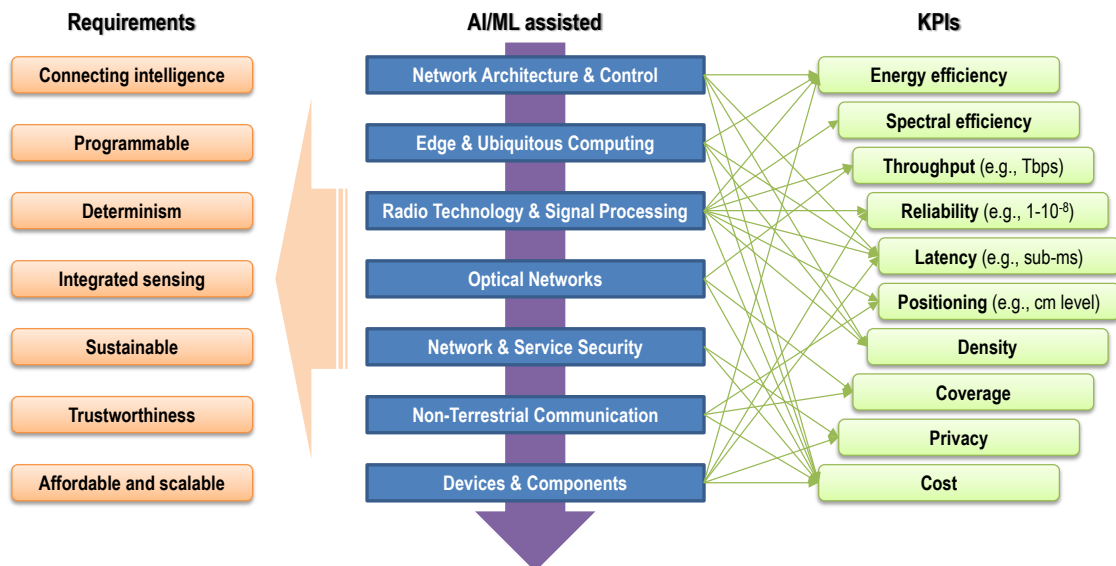 Requirements
Connecting intelligence
Programmable
Determinism
Integrated sensing
Sustainable
Trustworthiness
Affordable and scalable
AI/ML assisted
Network Architecture & Control
Edge & Ubiquitous Computing
Radio Technology & Signal Processing
Optical Networks
Network & Service Security
Non-Terrestrial Communication
Devices & Components
KPIs
Energy efficiency
Spectral efficiency
Throughput (e.g., Tbps)
Reliability (e.g., 1-10⁻⁸)
Latency (e.g., sub-ms)
Positioning (e.g., cm level)
Density
Coverage
Privacy
Cost